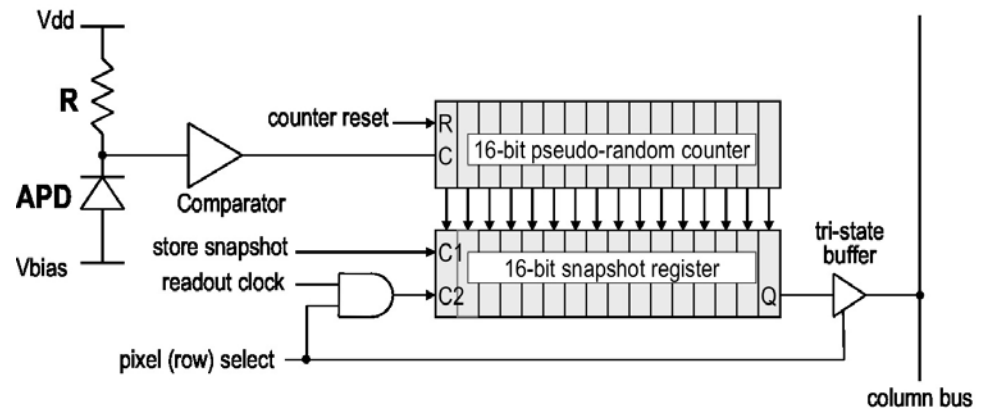 Vdd
R
APD
Vbias
Comparator
counter reset
R
C
16-bit pseudo-random counter
store snapshot
readout clock
C1
C2
16-bit snapshot register
Q
tri-state
buffer
pixel (row) select
column bus